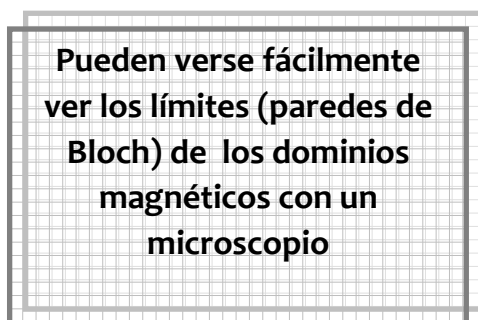 Pueden verse fácilmente
ver los límites (paredes de
Bloch) de los dominios
magnéticos con un
microscopio